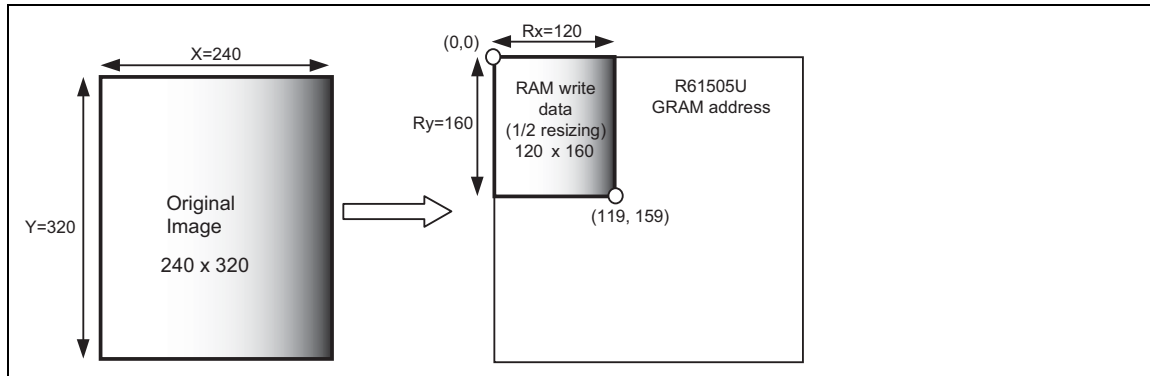 X=240
Y=320
Original
Image
240 x 320
(0,0)
Rx=120
Ry=160
RAM write
data
(1/2 resizing)
120 x 160
(119, 159)
R61505U
GRAM address